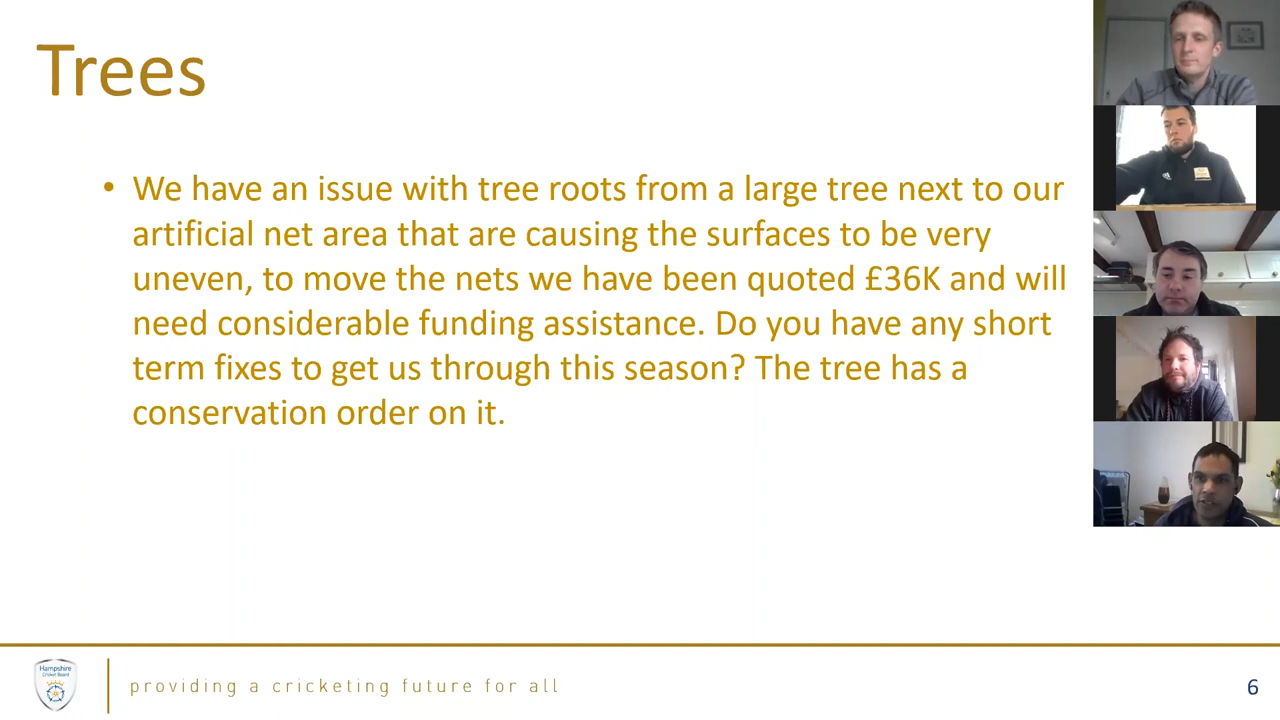 Trees
• We have an issue with tree roots from a large tree next to our
artificial net area that are causing the surfaces to be very
uneven, to move the nets we have been quoted £36K and will
need considerable funding assistance. Do you have any short
term fixes to get us through this season? The tree has a
conservation order on it.
Hampshire
Cricket Board
providing a cricketing future for all
6